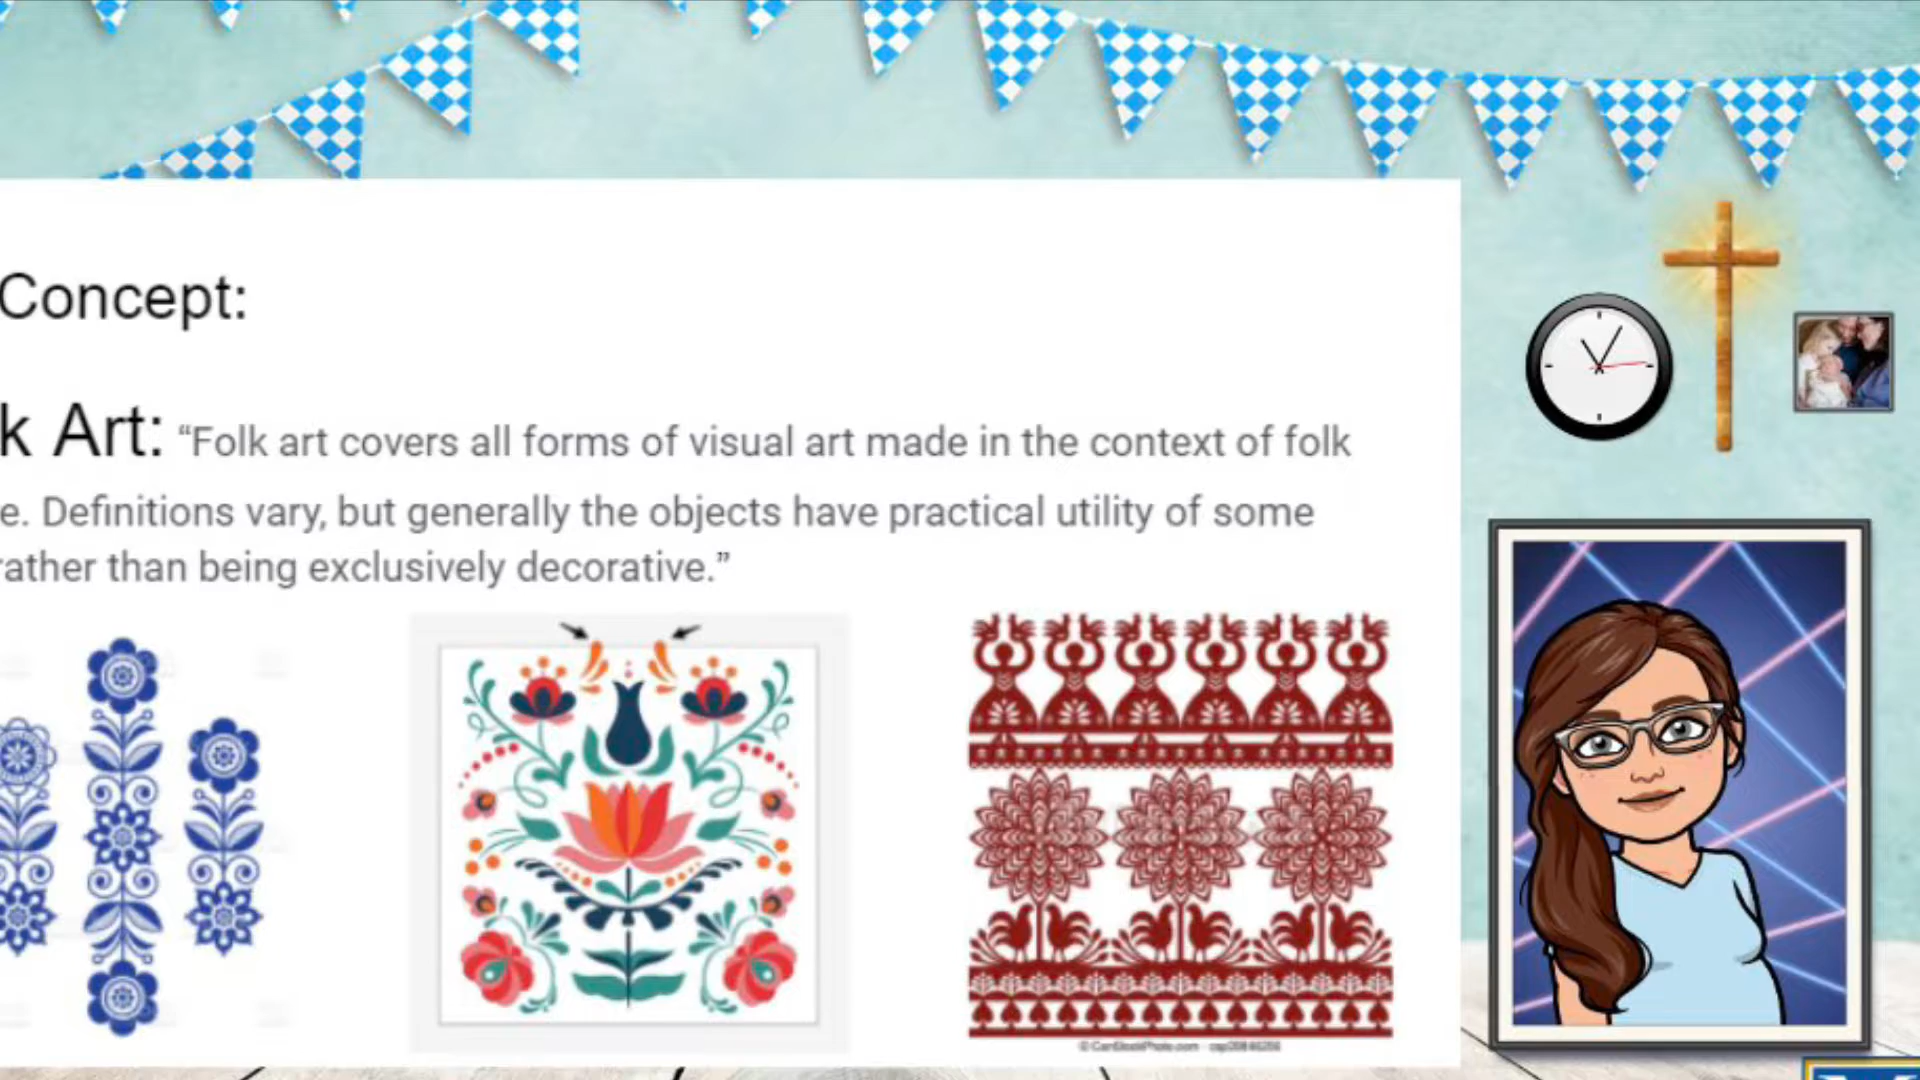 Concept:
k Art: “Folk art covers all forms of visual art made in the context of folk
e. Definitions vary, but generally the objects have practical utility of some
rather than being exclusively decorative.”